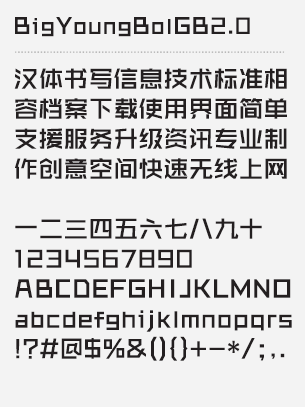 BigYoungBolGB2.0
汉体书写信息技术标准相
容档案下载使用界面简单
支援服务升级资讯专业制
作创意空间快速无线上网
一二三四五六七八九十
1234567890
ABCDEFGHIJKLMNO
abcdefghijklmnopqrs
!?#@$%&(){}+-*/;,.